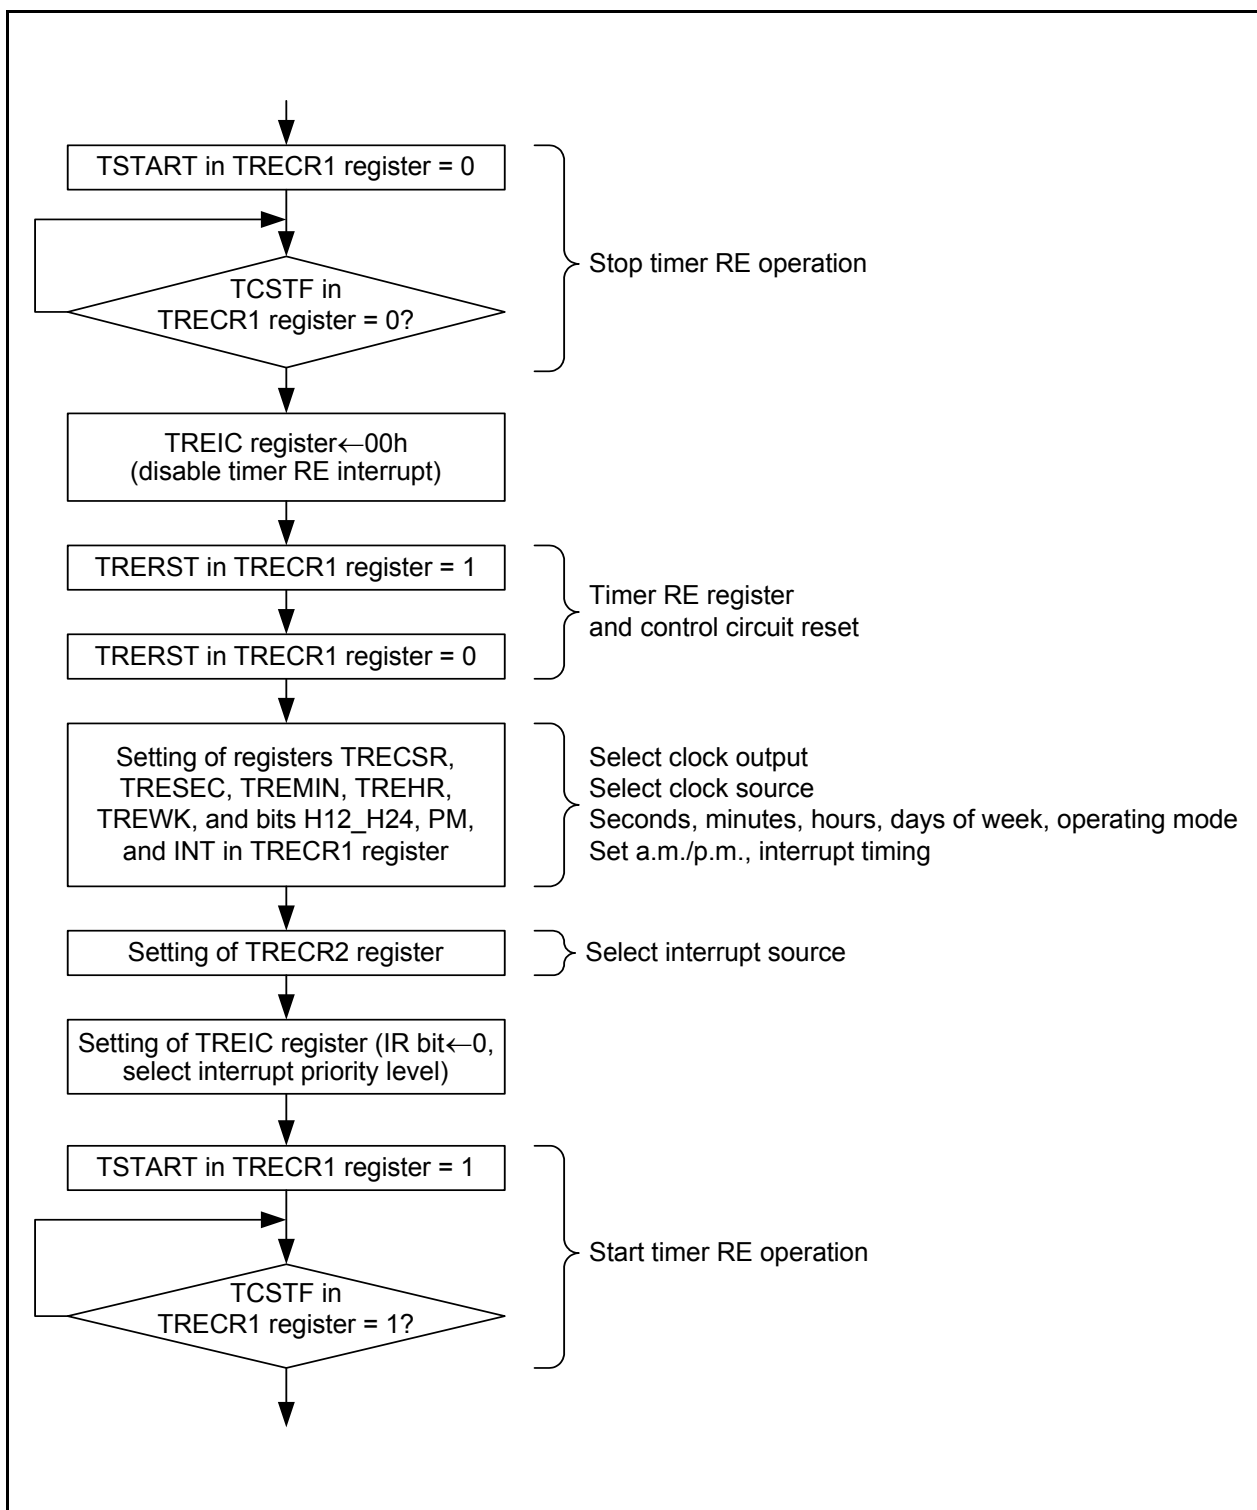 TSTART in TRECR1 register = 0
TCSTF in
TRECR1 register = 0?
Stop timer RE operation
TREIC register←00h
(disable timer RE interrupt)
TRERST in TRECR1 register = 1
TRERST in TRECR1 register = 0
Timer RE register
and control circuit reset
Setting of registers TRECSR,
TRESEC, TREMIN, TREHR,
TREWK, and bits H12_H24, PM,
and INT in TRECR1 register
Select clock output
Select clock source
Seconds, minutes, hours, days of week, operating mode
Set a.m./p.m., interrupt timing
Setting of TRECR2 register
Select interrupt source
Setting of TREIC register (IR bit←0,
select interrupt priority level)
TSTART in TRECR1 register = 1
TCSTF in
TRECR1 register = 1?
Start timer RE operation